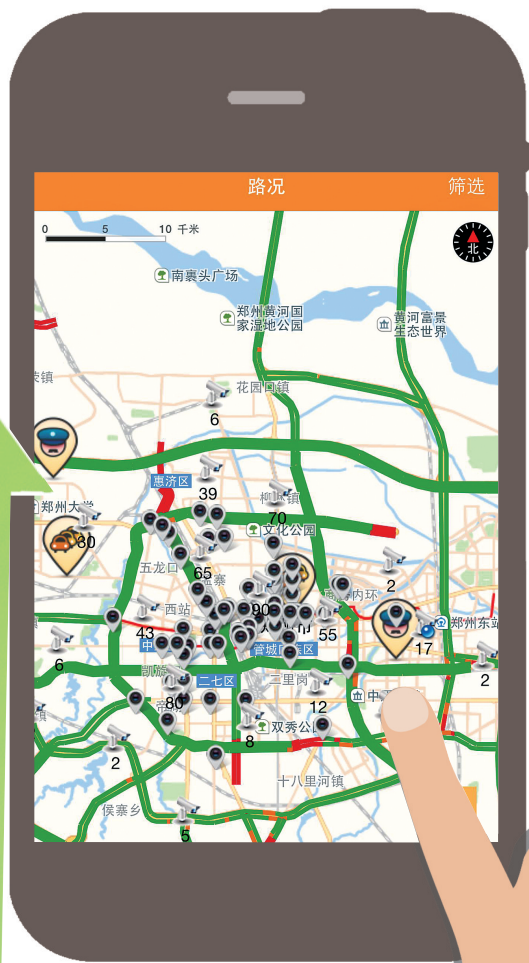 路况
筛选
0 5 10 千米
北
南裹头广场
郑州黄河国
家湿地公园
黄河富景
生态世界
花园口镇
6
惠济区
39
70
郑州大
30
文化公园
五龙口
65
2
90
西站
43
55
17
郑州东站
管城
6
2
二七区
二里岗
80
12
8
双秀公
2
十八里河镇
侯寨乡
5